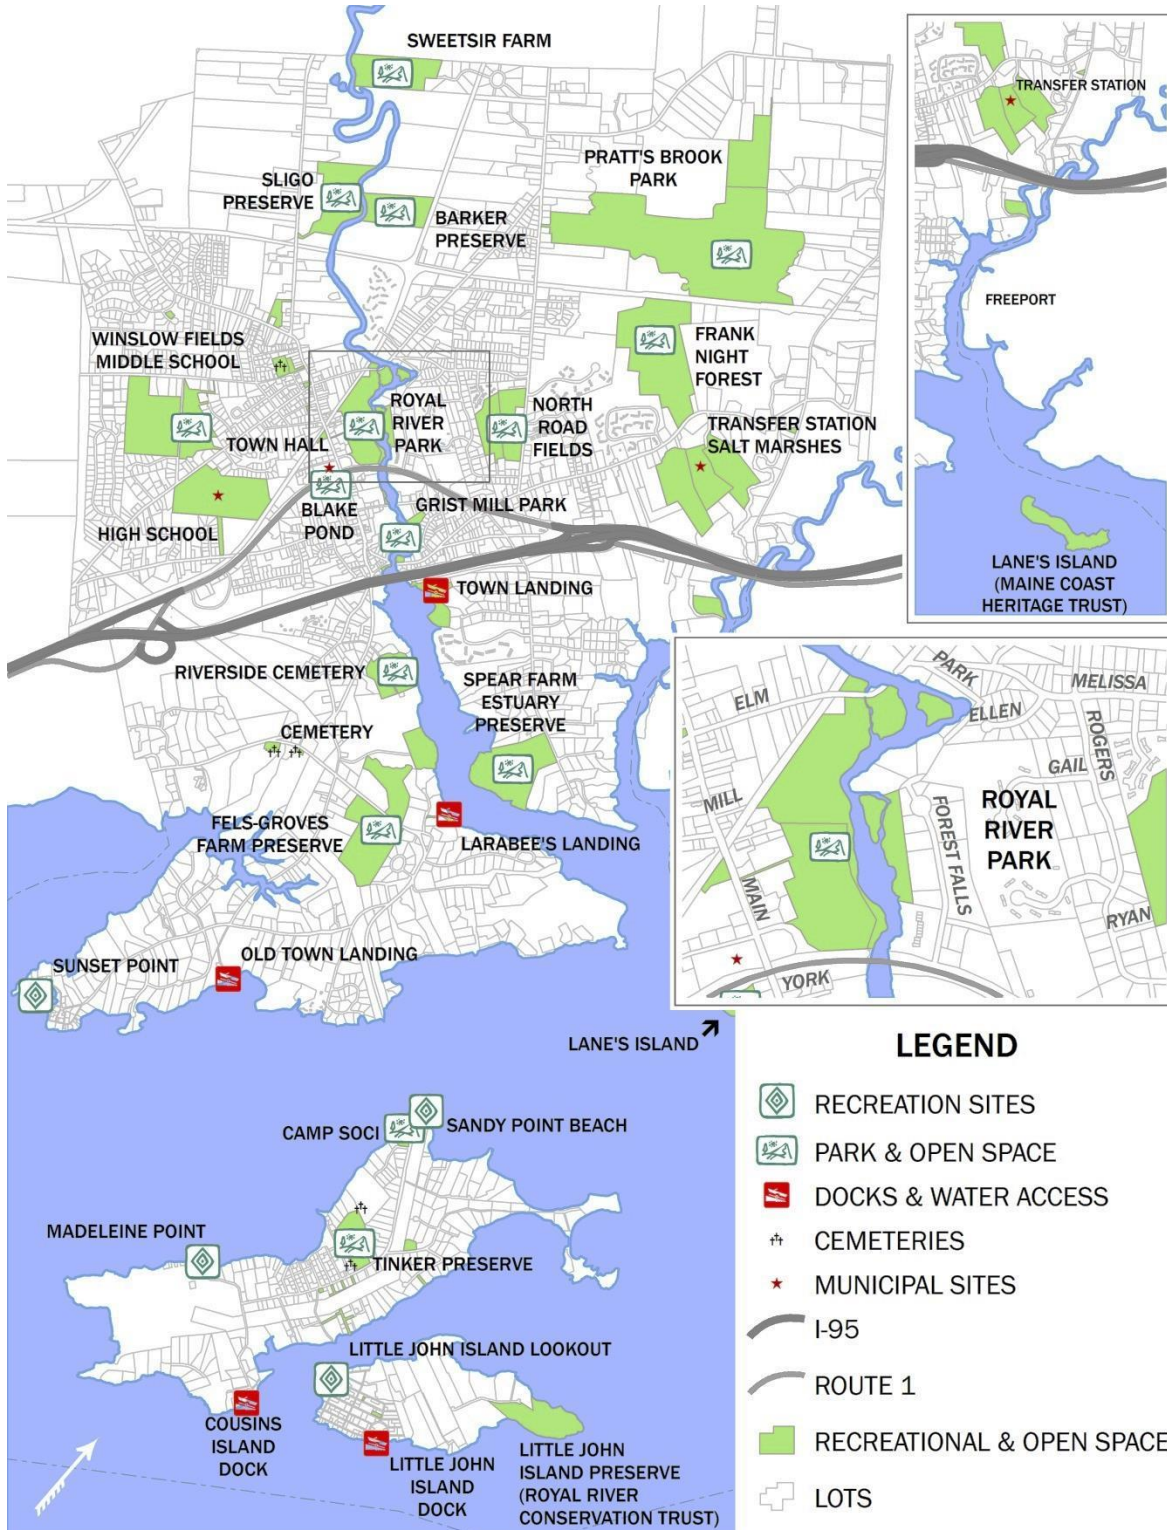 SWEETSIR FARM
PRATT'S BROOK
PARK
SLIGO
PRESERVE
BARKER
PRESERVE
WINSLOW FIELDS
MIDDLE SCHOOL
FRANK
NIGHT
FOREST
ROYAL
RIVER
PARK
NORTH
ROAD
FIELDS
TOWN HALL
TRANSFER STATION
SALT MARSHES
HIGH SCHOOL
BLAKE
POND
GRIST MILL PARK
TOWN LANDING
RIVERSIDE CEMETERY
SPEAR FARM
ESTUARY
PRESERVE
CEMETERY
FELS-GROVES
FARM PRESERVE
LARABEE'S LANDING
SUNSET POINT
OLD TOWN LANDING
LANE'S ISLAND
CAMP SOCI
SANDY POINT BEACH
MADELEINE POINT
TINKER PRESERVE
LITTLE JOHN ISLAND LOOKOUT
COUSINS
ISLAND
DOCK
LITTLE JOHN
ISLAND
DOCK
LITTLE JOHN
ISLAND PRESERVE
(ROYAL RIVER
CONSERVATION TRUST)
TRANSFER STATION
FREEPORT
LANE'S ISLAND
(MAINE COAST
HERITAGE TRUST)
PARK
MELISSA
ELM
ELLEN
ROGERS
GAIL
MILL
ROYAL
RIVER
PARK
FOREST FALLS
MAIN
RYAN
YORK
LEGEND
RECREATION SITES
PARK & OPEN SPACE
DOCKS & WATER ACCESS
CEMETERIES
MUNICIPAL SITES
I-95
ROUTE 1
RECREATIONAL & OPEN SPACE
LOTS